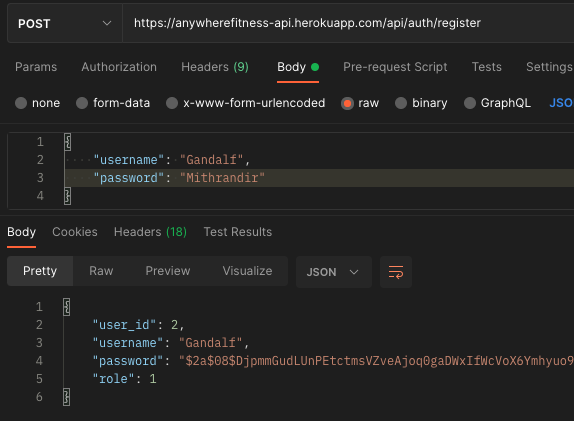 POST https://anywherefitness-api.herokuapp.com/api/auth/register
Params Authorization Headers (9) Body Pre-request Script Tests Settings
none form-data x-www-form-urlencoded raw binary GraphQL JSO
1 {
2 "username": "Gandalf",
3 "password": "Mithrandir"
4 }
Body Cookies Headers (18) Test Results
Pretty Raw Preview Visualize JSON
1 {
2 "user_id": 2,
3 "username": "Gandalf",
4 "password": "$2a$08$DjpmmGudLUnPEtctmsVZveAjoq0gaDWxIfWcVoX6Ymhyuo9
5 "role": 1
6 }